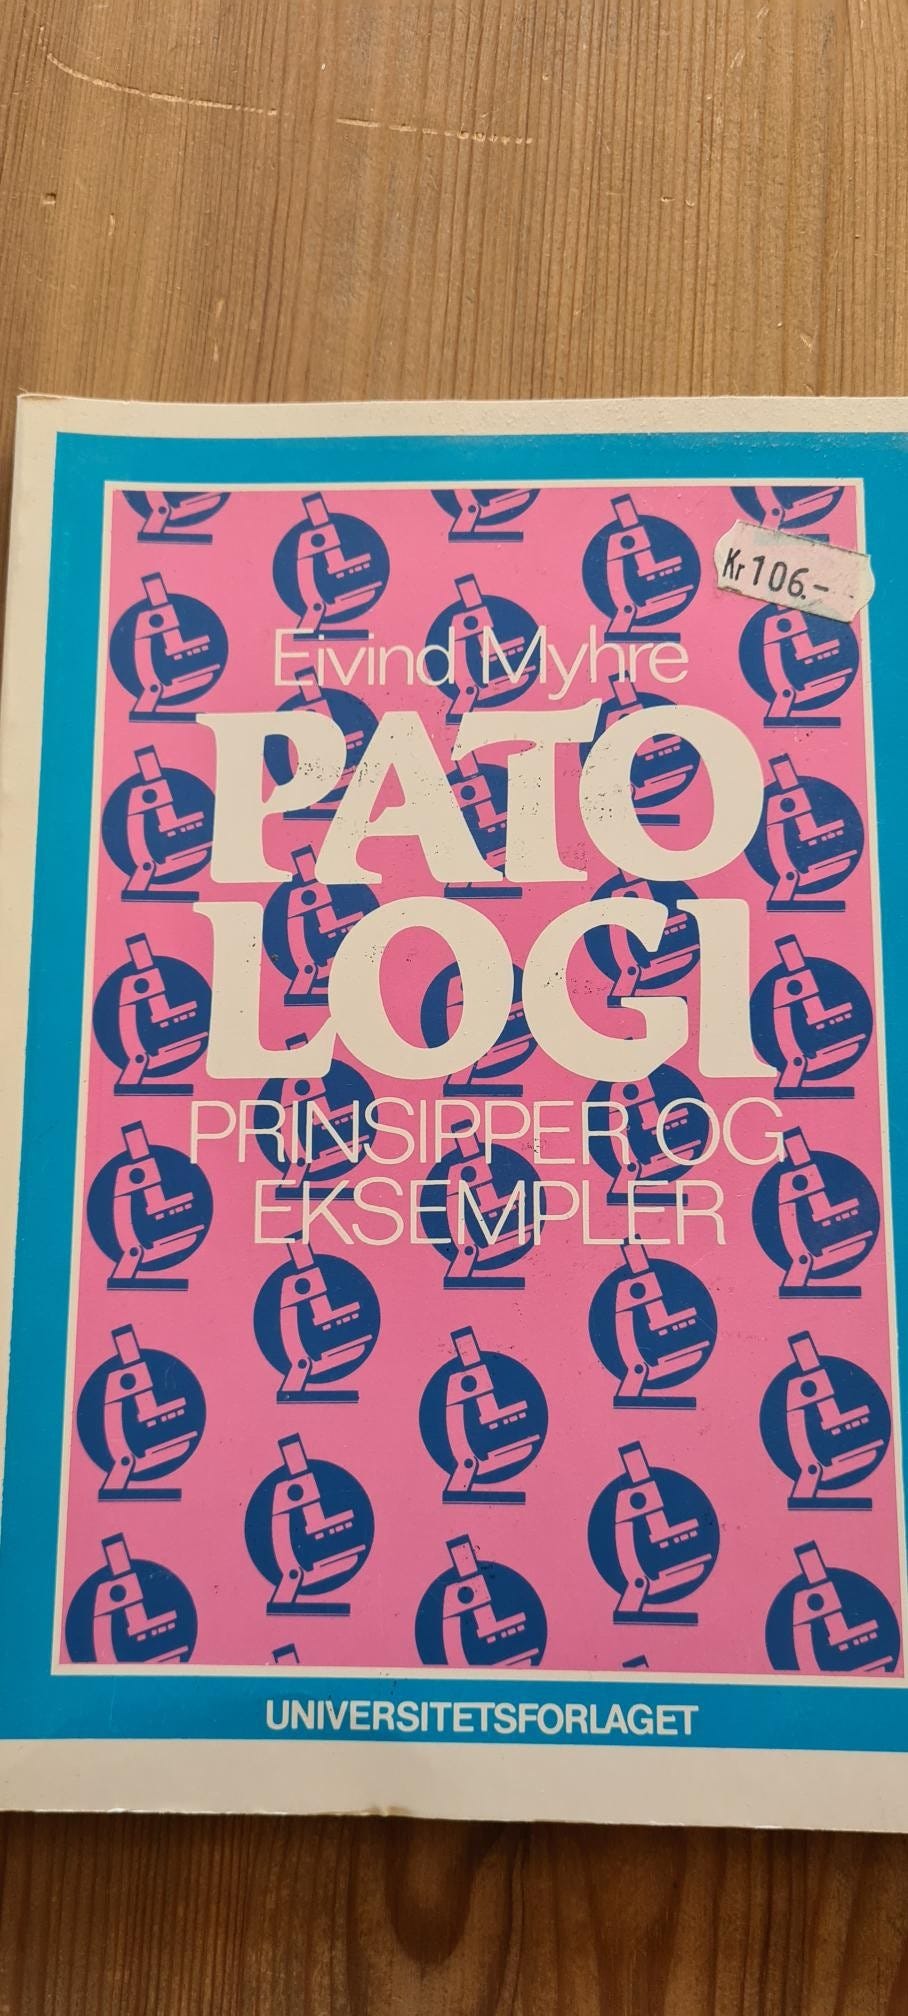 Kr 106.-
Eivind Myhre
PATO
LOGI
PRINSIPPER OG
EKSEMPLER
UNIVERSITETSFORLAGET